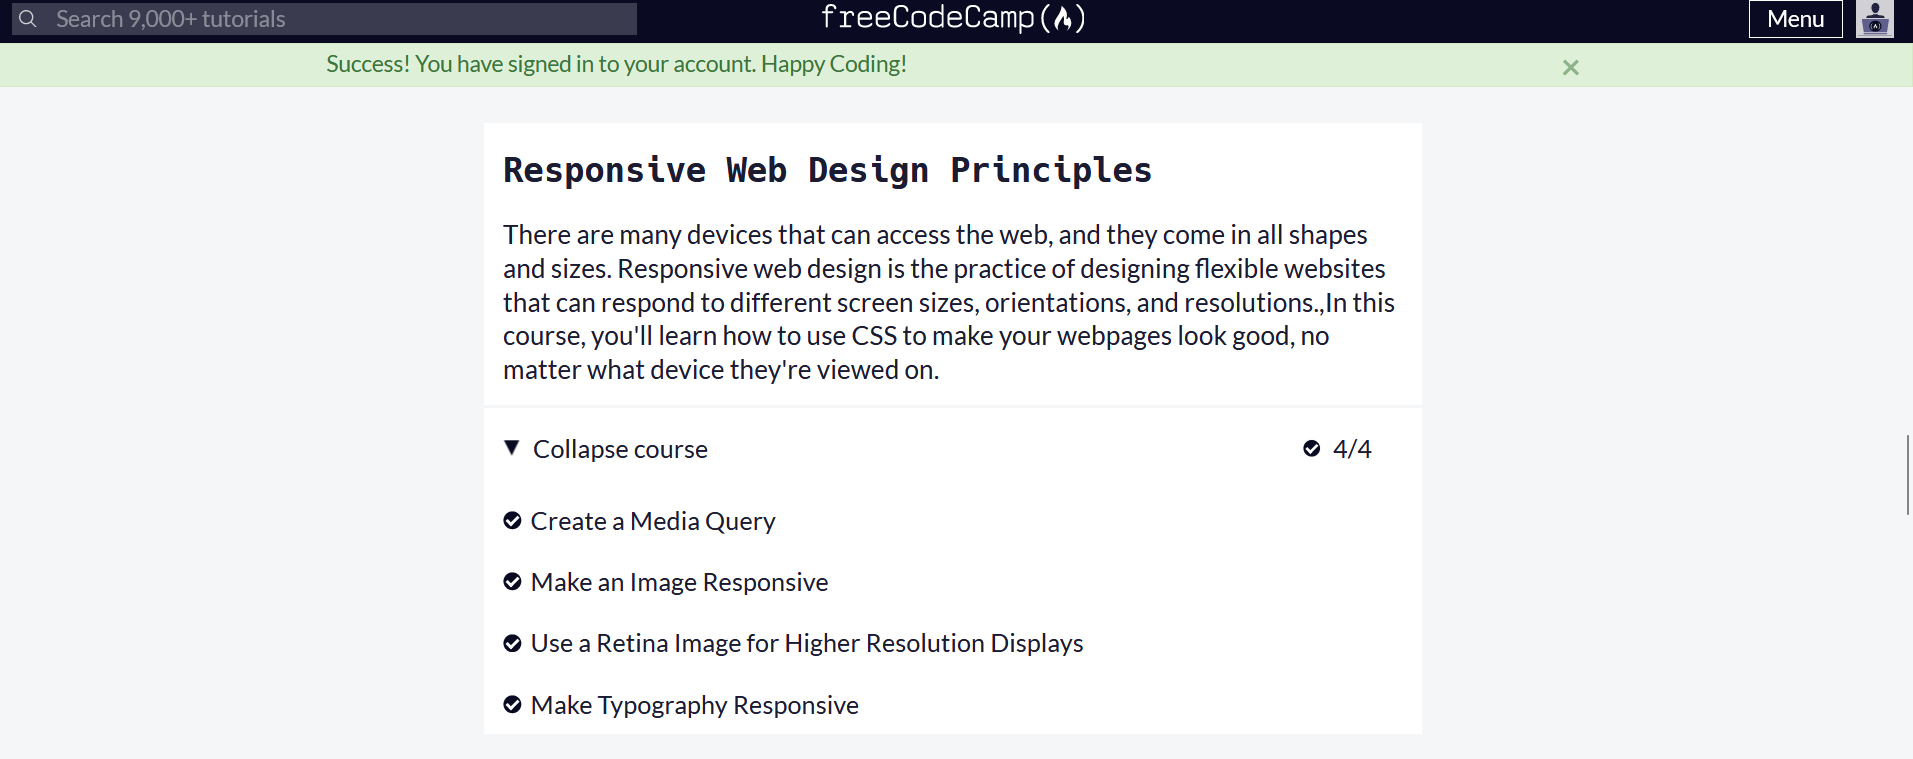 Search 9,000+ tutorials
freeCodeCamp
Menu
Success! You have signed in to your account. Happy Coding!
×
Responsive Web Design Principles
There are many devices that can access the web, and they come in all shapes
and sizes. Responsive web design is the practice of designing flexible websites
that can respond to different screen sizes, orientations, and resolutions.,In this
course, you'll learn how to use CSS to make your webpages look good, no
matter what device they're viewed on.
Collapse course 4/4
Create a Media Query
Make an Image Responsive
Use a Retina Image for Higher Resolution Displays
Make Typography Responsive